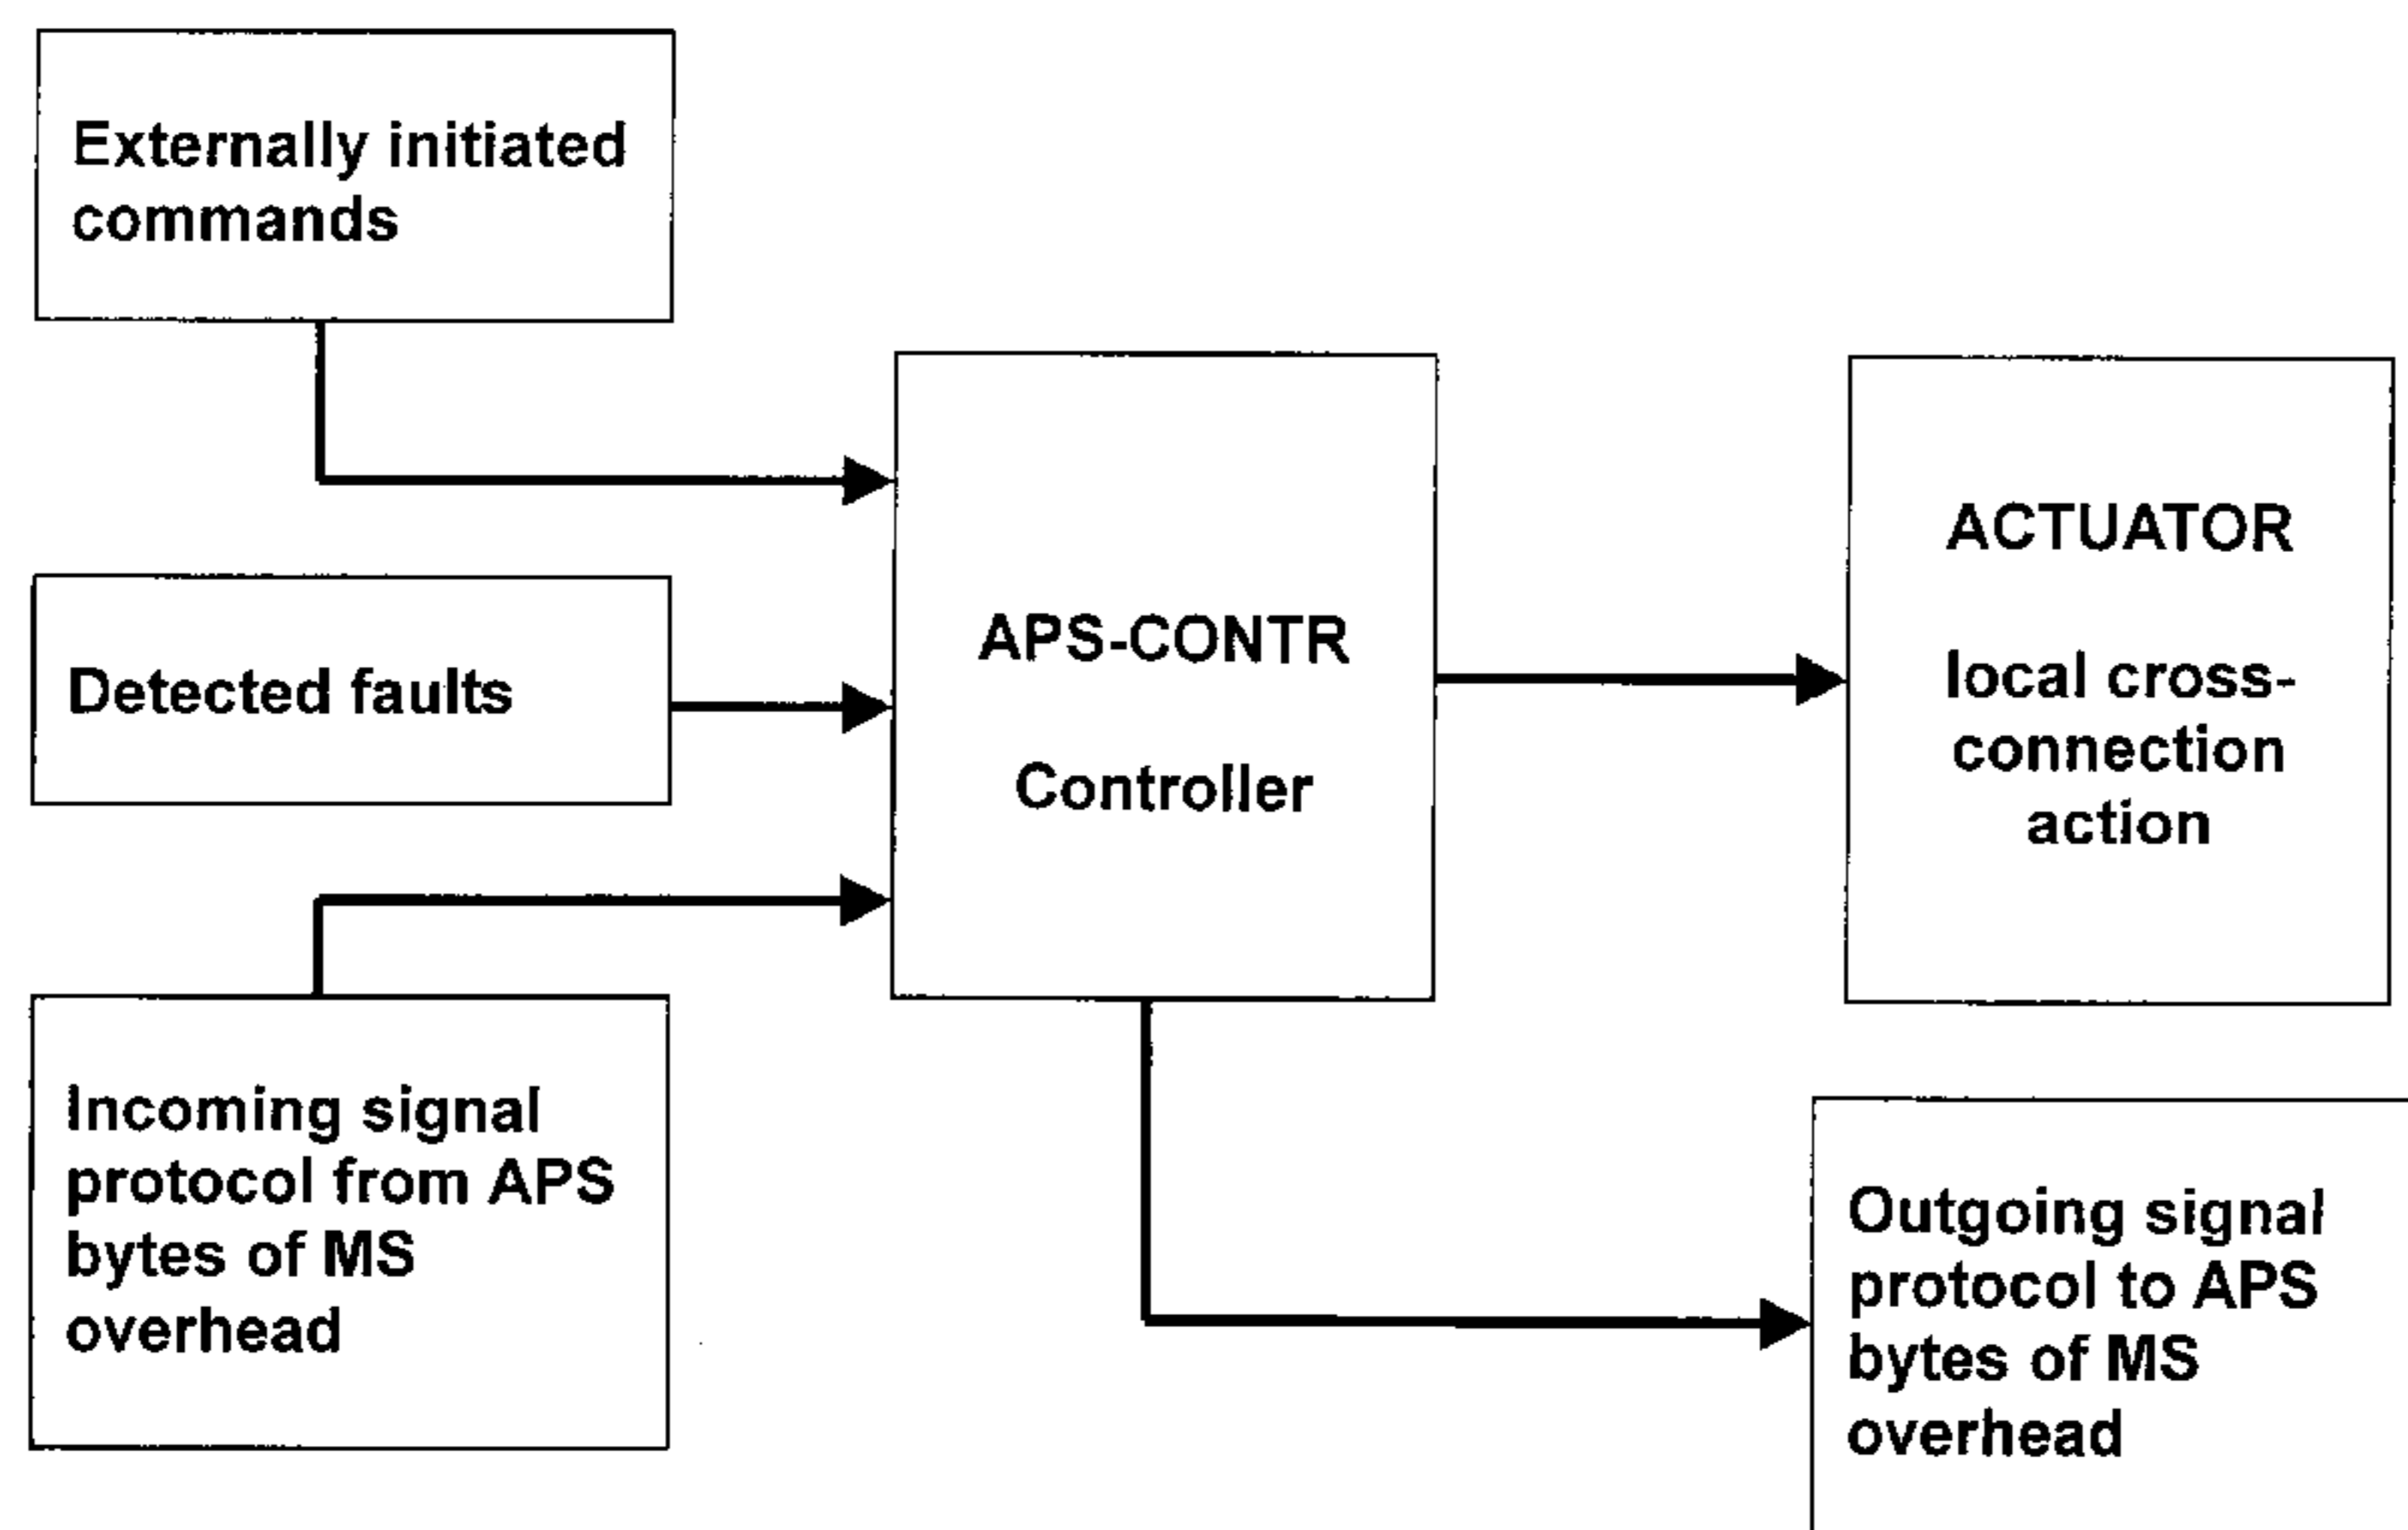 Externally initiated
commands
Detected faults
Incoming signal
protocol from APS
bytes of MS
overhead
APS-CONTR
Controller
ACTUATOR
local cross-
connection
action
Outgoing signal
protocol to APS
bytes of MS
overhead